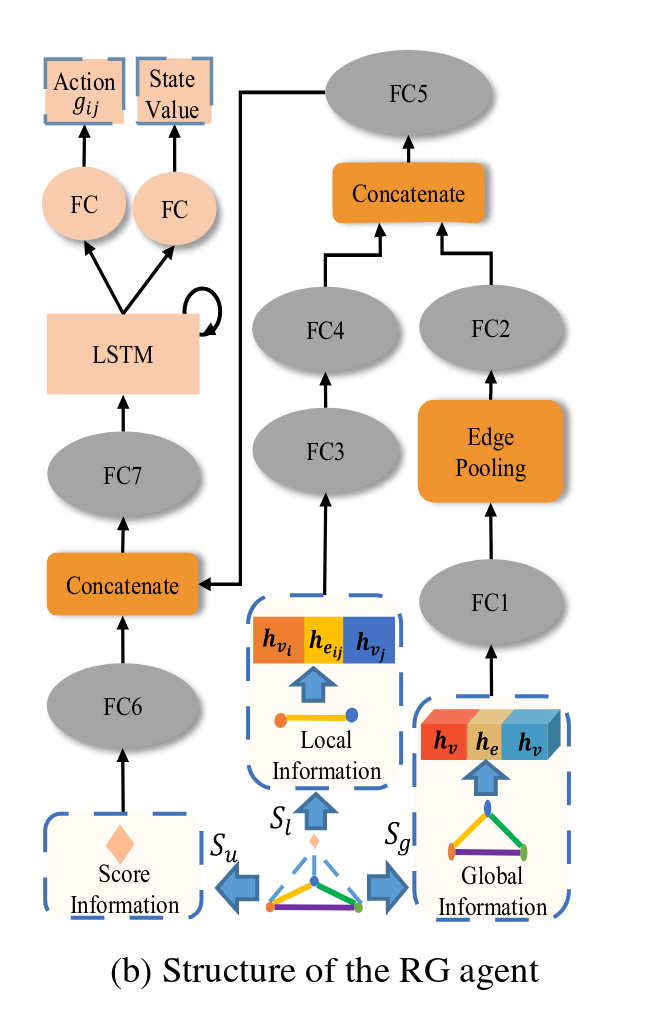 Action
g_{ij}
State
Value
FC
FC
LSTM
FC7
Concatenate
FC6
Score
Information
S_u
FC5
Concatenate
FC4
FC2
FC3
Edge
Pooling
FC1
h_{v_i} h_{e_{ij}} h_{v_j}
Local
Information
S_l
h_v h_e h_v
Global
Information
S_g
(b) Structure of the RG agent